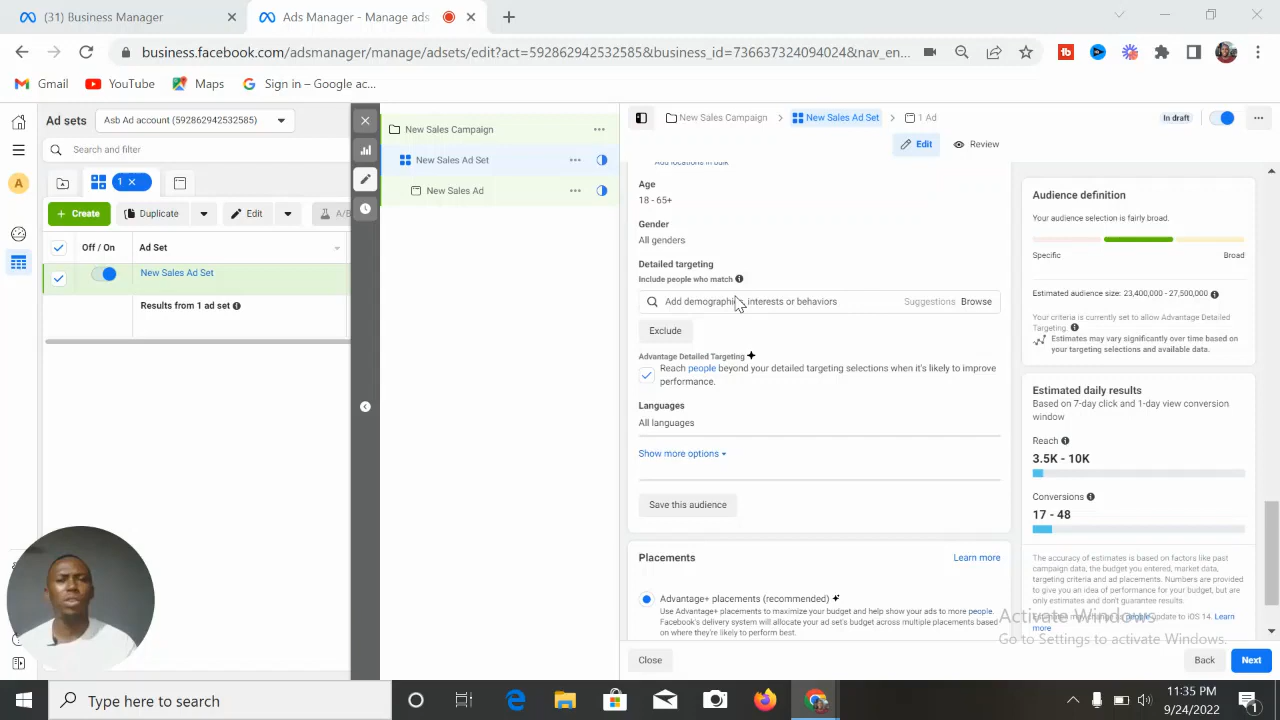 (31) Business Manager
Ads Manager - Manage ads
business.facebook.com/adsmanager/manage/adsets/edit?act=592862942532585&business_id=7366373240940248&nav_en...
Gmail
YouTube
Maps
Sign in – Google ac...
Ad sets
Asb Ad account (592862942532585)
Search and filter
A
1
Create
Duplicate
Edit
A/B
Off / On
Ad Set
New Sales Ad Set
Results from 1 ad set
New Sales Campaign
New Sales Ad Set
New Sales Ad
New Sales Campaign
New Sales Ad Set
1 Ad
In draft
Edit
Review
Add locations in bulk
Age
18 - 65+
Gender
All genders
Detailed targeting
Include people who match
Add demographics, interests or behaviors
Suggestions
Browse
Exclude
Advantage Detailed Targeting
Reach people beyond your detailed targeting selections when it's likely to improve
performance.
Languages
All languages
Show more options
Save this audience
Placements
Learn more
Advantage+ placements (recommended)
Use Advantage+ placements to maximize your budget and help show your ads to more people.
Facebook's delivery system will allocate your ad set's budget across multiple placements based
on where they're likely to perform best.
Audience definition
Your audience selection is fairly broad.
Specific
Broad
Estimated audience size: 23,400,000 - 27,500,000
Your criteria is currently set to allow Advantage Detailed
Targeting.
Estimates may vary significantly over time based on
your targeting selections and available data.
Estimated daily results
Based on 7-day click and 1-day view conversion
window
Reach
3.5K - 10K
Conversions
17 - 48
The accuracy of estimates is based on factors like past
campaign data, the budget you entered, market data,
targeting criteria and ad placements. Numbers are provided
to give you an idea of performance for your budget, but are
only estimates and don't guarantee results.
Learn
more
Activate Windows
Go to Settings to activate Windows.
Close
Back
Next
Type here to search
11:35 PM
9/24/2022
1